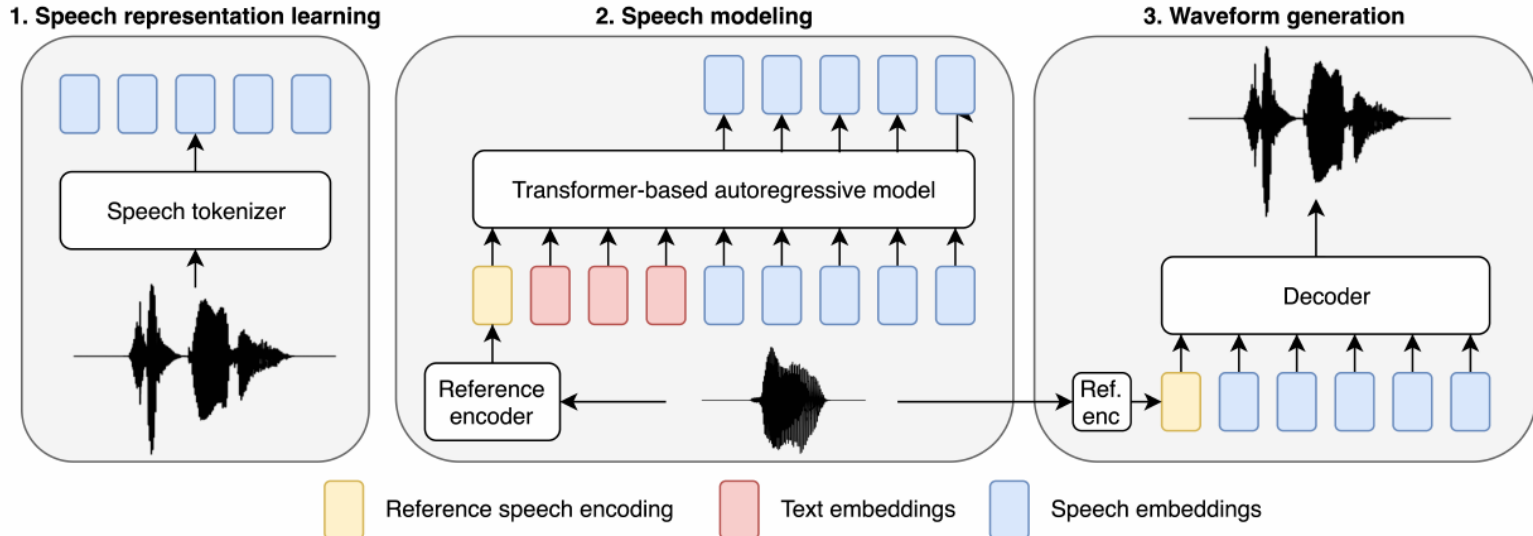 1. Speech representation learning
2. Speech modeling
3. Waveform generation
Speech tokenizer
Transformer-based autoregressive model
Reference
encoder
Decoder
Ref.
enc
Reference speech encoding
Text embeddings
Speech embeddings